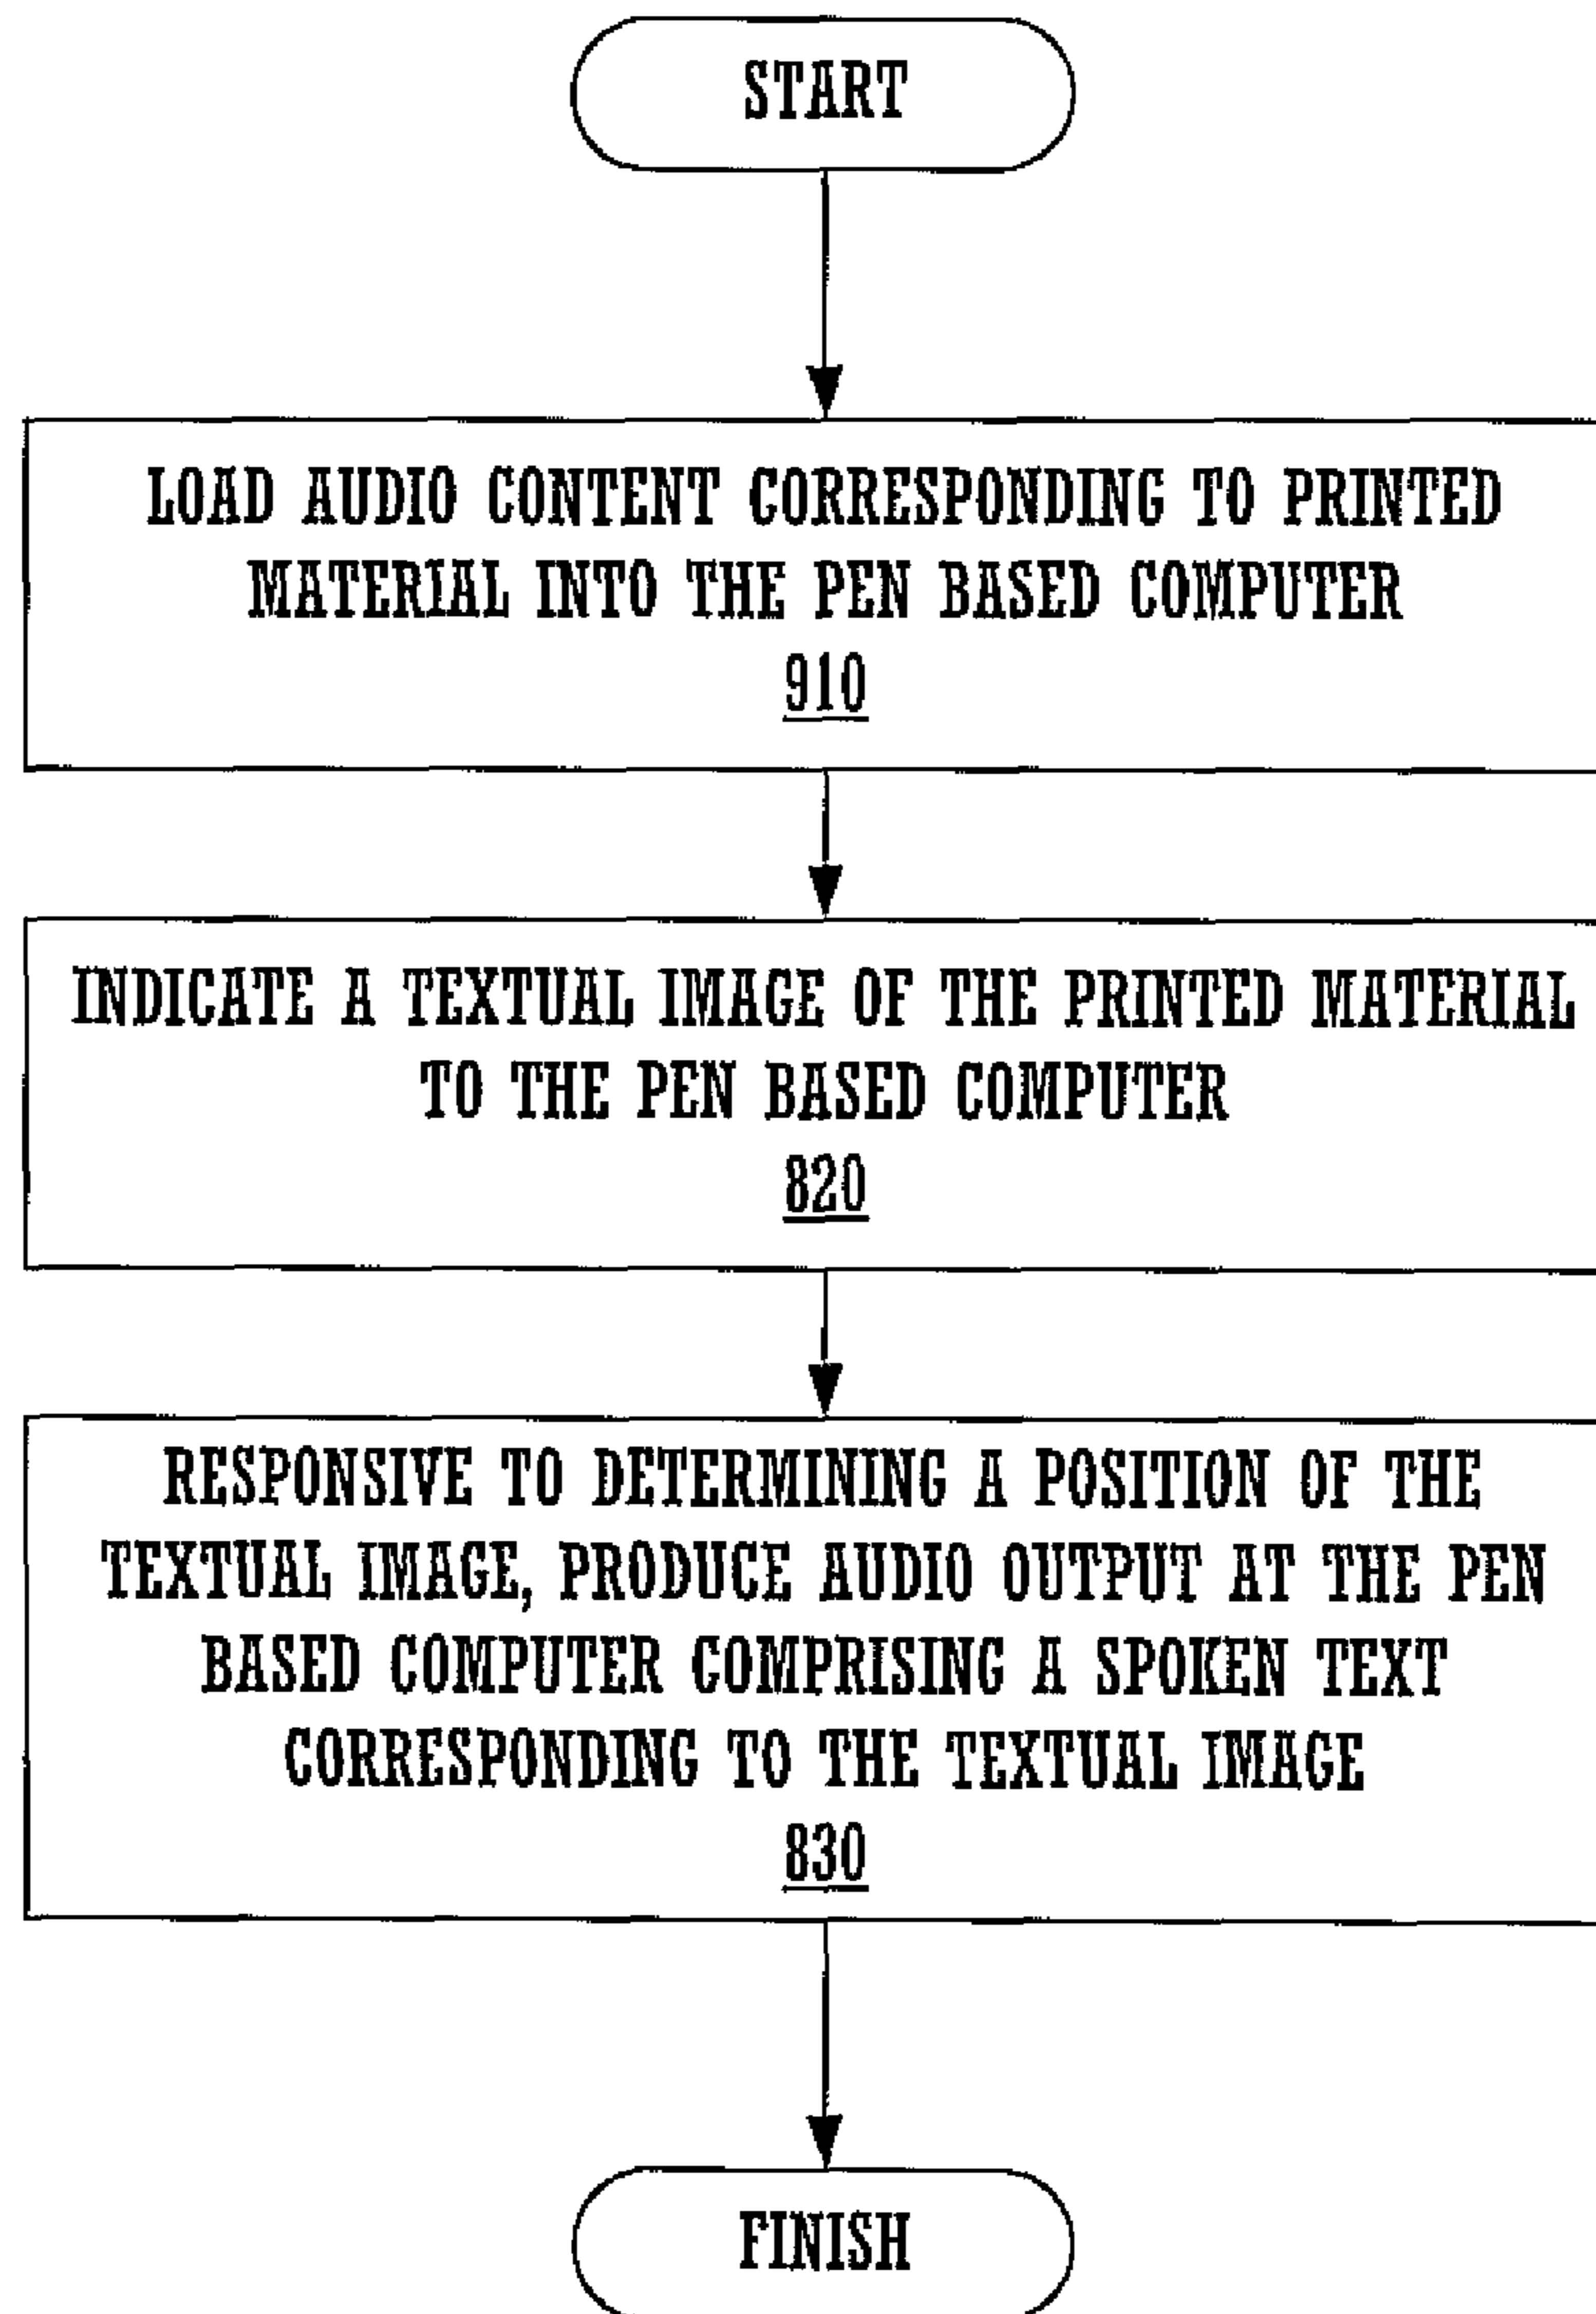 START
LOAD AUDIO CONTENT CORRESPONDING TO PRINTED
MATERIAL INTO THE PEN BASED COMPUTER
910
INDICATE A TEXTUAL IMAGE OF THE PRINTED MATERIAL
TO THE PEN BASED COMPUTER
820
RESPONSIVE TO DETERMINING A POSITION OF THE
TEXTUAL IMAGE, PRODUCE AUDIO OUTPUT AT THE PEN
BASED COMPUTER COMPRISING A SPOKEN TEXT
CORRESPONDING TO THE TEXTUAL IMAGE
830
FINISH